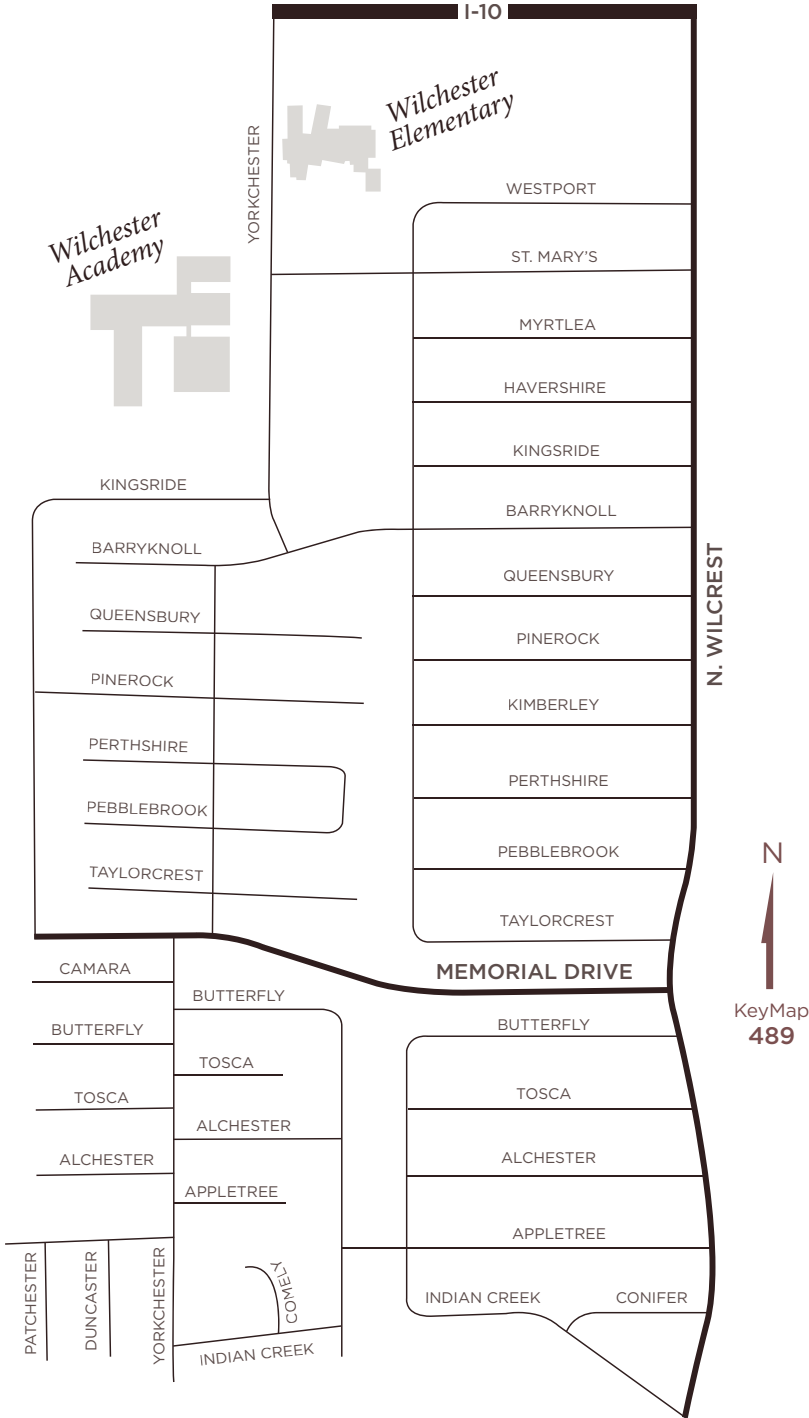 I-10
Wilchester
Elementary
YORKCHESTER
WESTPORT
Wilchester
Academy
ST. MARY'S
MYRTLEA
HAVERSHIRE
KINGSRIDE
KINGSRIDE
BARRYKNOLL
BARRYKNOLL
QUEENSBURY
QUEENSBURY
N. WILCREST
PINEROCK
PINEROCK
KIMBERLEY
PERTHSHIRE
PERTHSHIRE
PEBBLEBROOK
PEBBLEBROOK
TAYLORCREST
TAYLORCREST
N
KeyMap
489
MEMORIAL DRIVE
CAMARA
BUTTERFLY
BUTTERFLY
BUTTERFLY
TOSCA
TOSCA
TOSCA
ALCHESTER
ALCHESTER
ALCHESTER
APPLETREE
APPLETREE
PATCHESTER
DUNCASTER
YORKCHESTER
COMELY
INDIAN CREEK
CONIFER
INDIAN CREEK